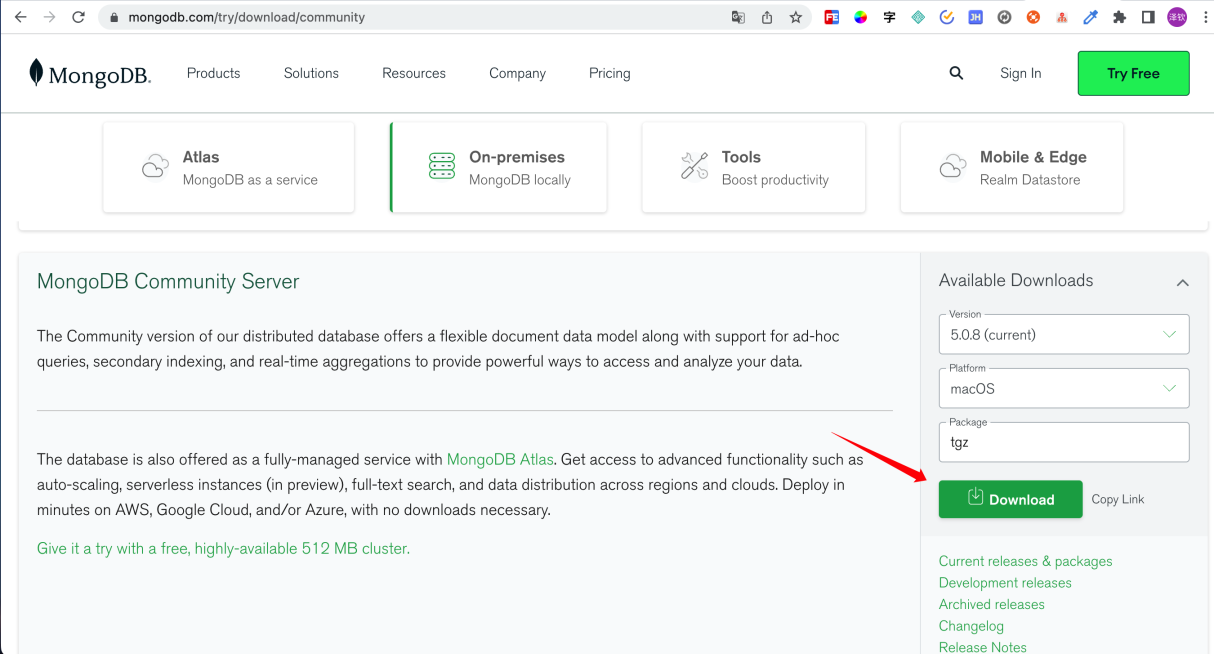 mongodb.com/try/download/community
字
JH
泽钦
MongoDB.
Products
Solutions
Resources
Company
Pricing
Sign In
Try Free
Atlas
MongoDB as a service
On-premises
MongoDB locally
Tools
Boost productivity
Mobile & Edge
Realm Datastore
MongoDB Community Server
The Community version of our distributed database offers a flexible document data model along with support for ad-hoc
queries, secondary indexing, and real-time aggregations to provide powerful ways to access and analyze your data.
The database is also offered as a fully-managed service with MongoDB Atlas. Get access to advanced functionality such as
auto-scaling, serverless instances (in preview), full-text search, and data distribution across regions and clouds. Deploy in
minutes on AWS, Google Cloud, and/or Azure, with no downloads necessary.
Give it a try with a free, highly-available 512 MB cluster.
Available Downloads
Version
5.0.8 (current)
Platform
macOS
Package
tgz
Download
Copy Link
Current releases & packages
Development releases
Archived releases
Changelog
Release Notes